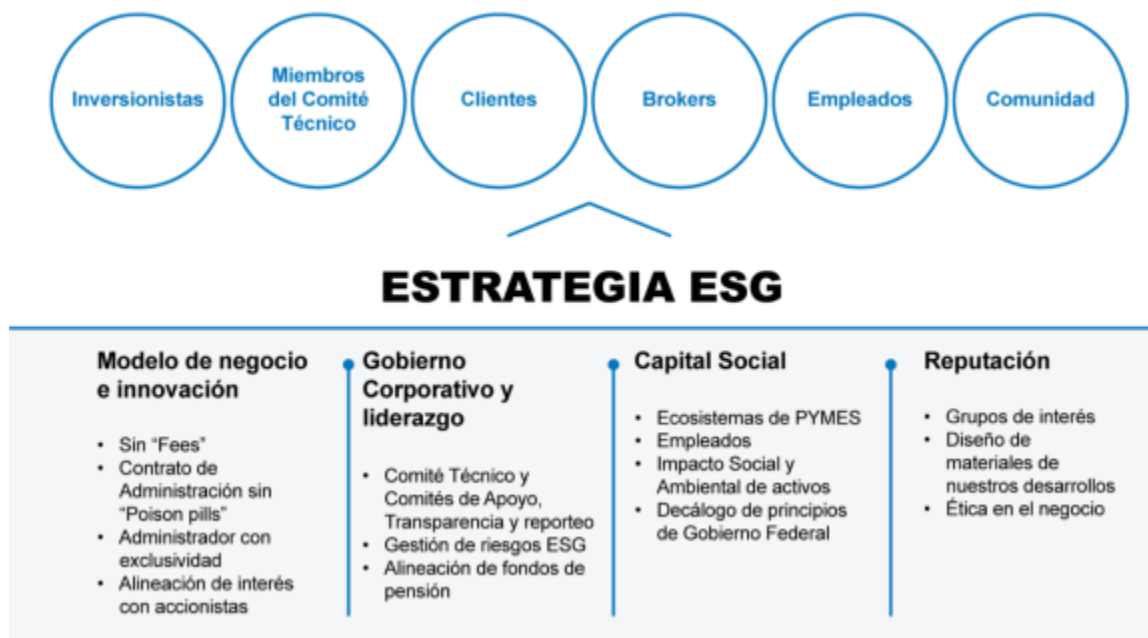 Inversionistas
Miembros
del Comité
Técnico
Clientes
Brokers
Empleados
Comunidad
ESTRATEGIA ESG
Modelo de negocio
e innovación
• Sin “Fees”
• Contrato de
Administración sin
“Poison pills”
• Administrador con
exclusividad
• Alineación de interés
con accionistas
Gobierno
Corporativo y
liderazgo
• Comité Técnico y
Comités de Apoyo,
Transparencia y reporteo
• Gestión de riesgos ESG
• Alineación de fondos de
pensión
Capital Social
• Ecosistemas de PYMES
• Empleados
• Impacto Social y
Ambiental de activos
• Decálogo de principios
de Gobierno Federal
Reputación
• Grupos de interés
• Diseño de
materiales de
nuestros desarrollos
• Ética en el negocio